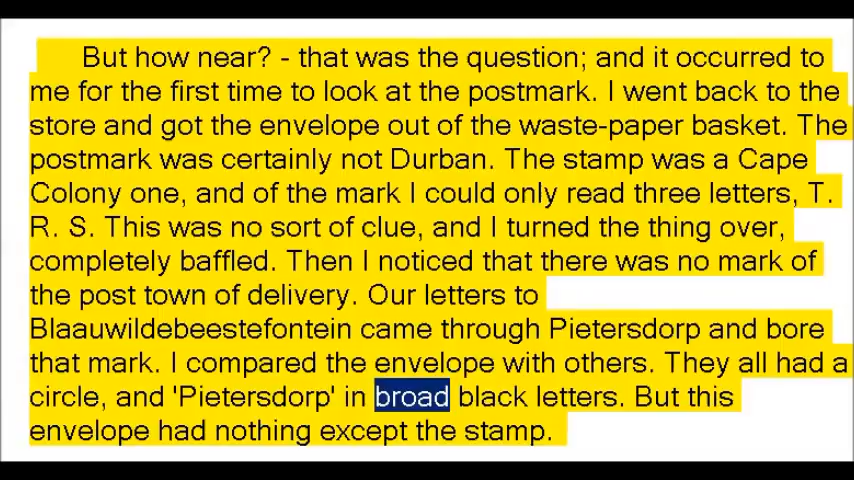 But how near? - that was the question; and it occurred to
me for the first time to look at the postmark. I went back to the
store and got the envelope out of the waste-paper basket. The
postmark was certainly not Durban. The stamp was a Cape
Colony one, and of the mark I could only read three letters, T.
R. S. This was no sort of clue, and I turned the thing over,
completely baffled. Then I noticed that there was no mark of
the post town of delivery. Our letters to
Blaauwildebeestefontein came through Pietersdorp and bore
that mark. I compared the envelope with others. They all had a
circle, and 'Pietersdorp' in broad black letters. But this
envelope had nothing except the stamp.